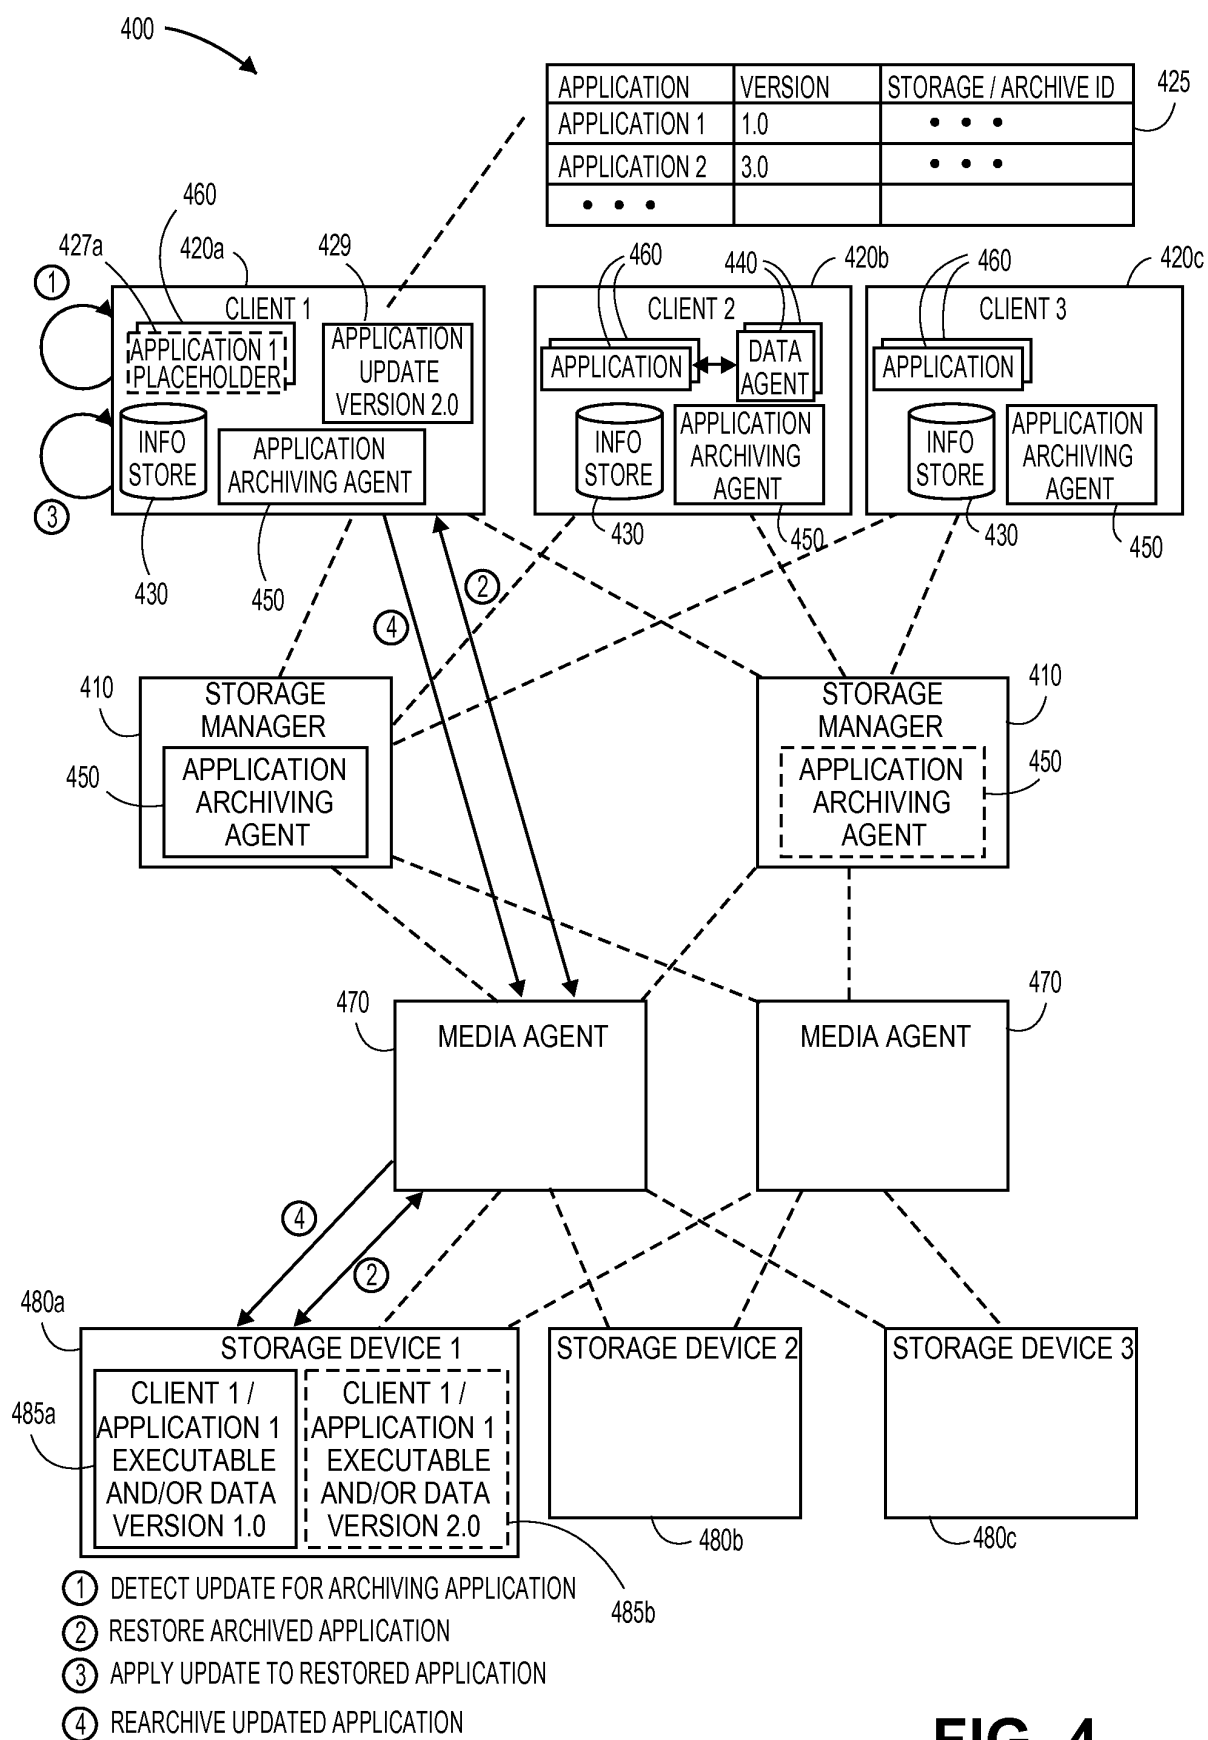 400
APPLICATION VERSION STORAGE / ARCHIVE ID
425
APPLICATION 1 1.0 • • •
APPLICATION 2 3.0 • • •
• • •
460
427a 420a 429
460 440 420b 460 420c
1
CLIENT 1
APPLICATION 1
PLACEHOLDER
APPLICATION
UPDATE
VERSION 2.0
INFO
STORE
APPLICATION
ARCHIVING AGENT
3
430 450
CLIENT 2
APPLICATION
DATA
AGENT
INFO
STORE
APPLICATION
ARCHIVING
AGENT
430 450
CLIENT 3
APPLICATION
INFO
STORE
APPLICATION
ARCHIVING
AGENT
430 450
2
4
410
STORAGE
MANAGER
450
APPLICATION
ARCHIVING
AGENT
410
STORAGE
MANAGER
450
APPLICATION
ARCHIVING
AGENT
470
MEDIA AGENT
470
MEDIA AGENT
4
2
480a
STORAGE DEVICE 1
485a
CLIENT 1 /
APPLICATION 1
EXECUTABLE
AND/OR DATA
VERSION 1.0
CLIENT 1 /
APPLICATION 1
EXECUTABLE
AND/OR DATA
VERSION 2.0
485b
STORAGE DEVICE 2
480b
STORAGE DEVICE 3
480c
1 DETECT UPDATE FOR ARCHIVING APPLICATION
2 RESTORE ARCHIVED APPLICATION
3 APPLY UPDATE TO RESTORED APPLICATION
4 REARCHIVE UPDATED APPLICATION
FIG. 4